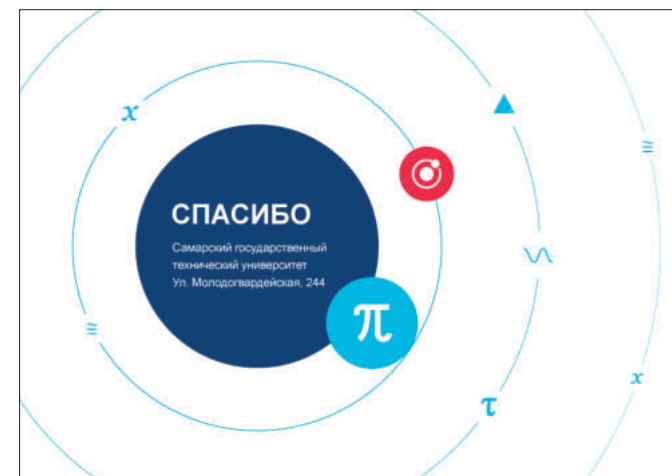 x
≅
СПАСИБО
Самарский государственный
технический университет
Ул. Молодогвардейская, 244
π
τ
≅
x